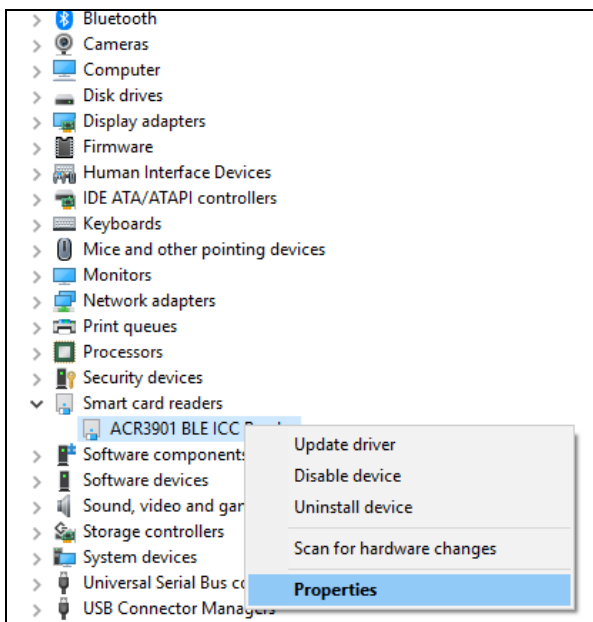 Bluetooth
Cameras
Computer
Disk drives
Display adapters
Firmware
Human Interface Devices
IDE ATA/ATAPI controllers
Keyboards
Mice and other pointing devices
Monitors
Network adapters
Print queues
Processors
Security devices
Smart card readers
ACR3901 BLE ICC
Software components
Software devices
Sound, video and gar
Storage controllers
System devices
Universal Serial Bus co
USB Connector Managers
Update driver
Disable device
Uninstall device
Scan for hardware changes
Properties